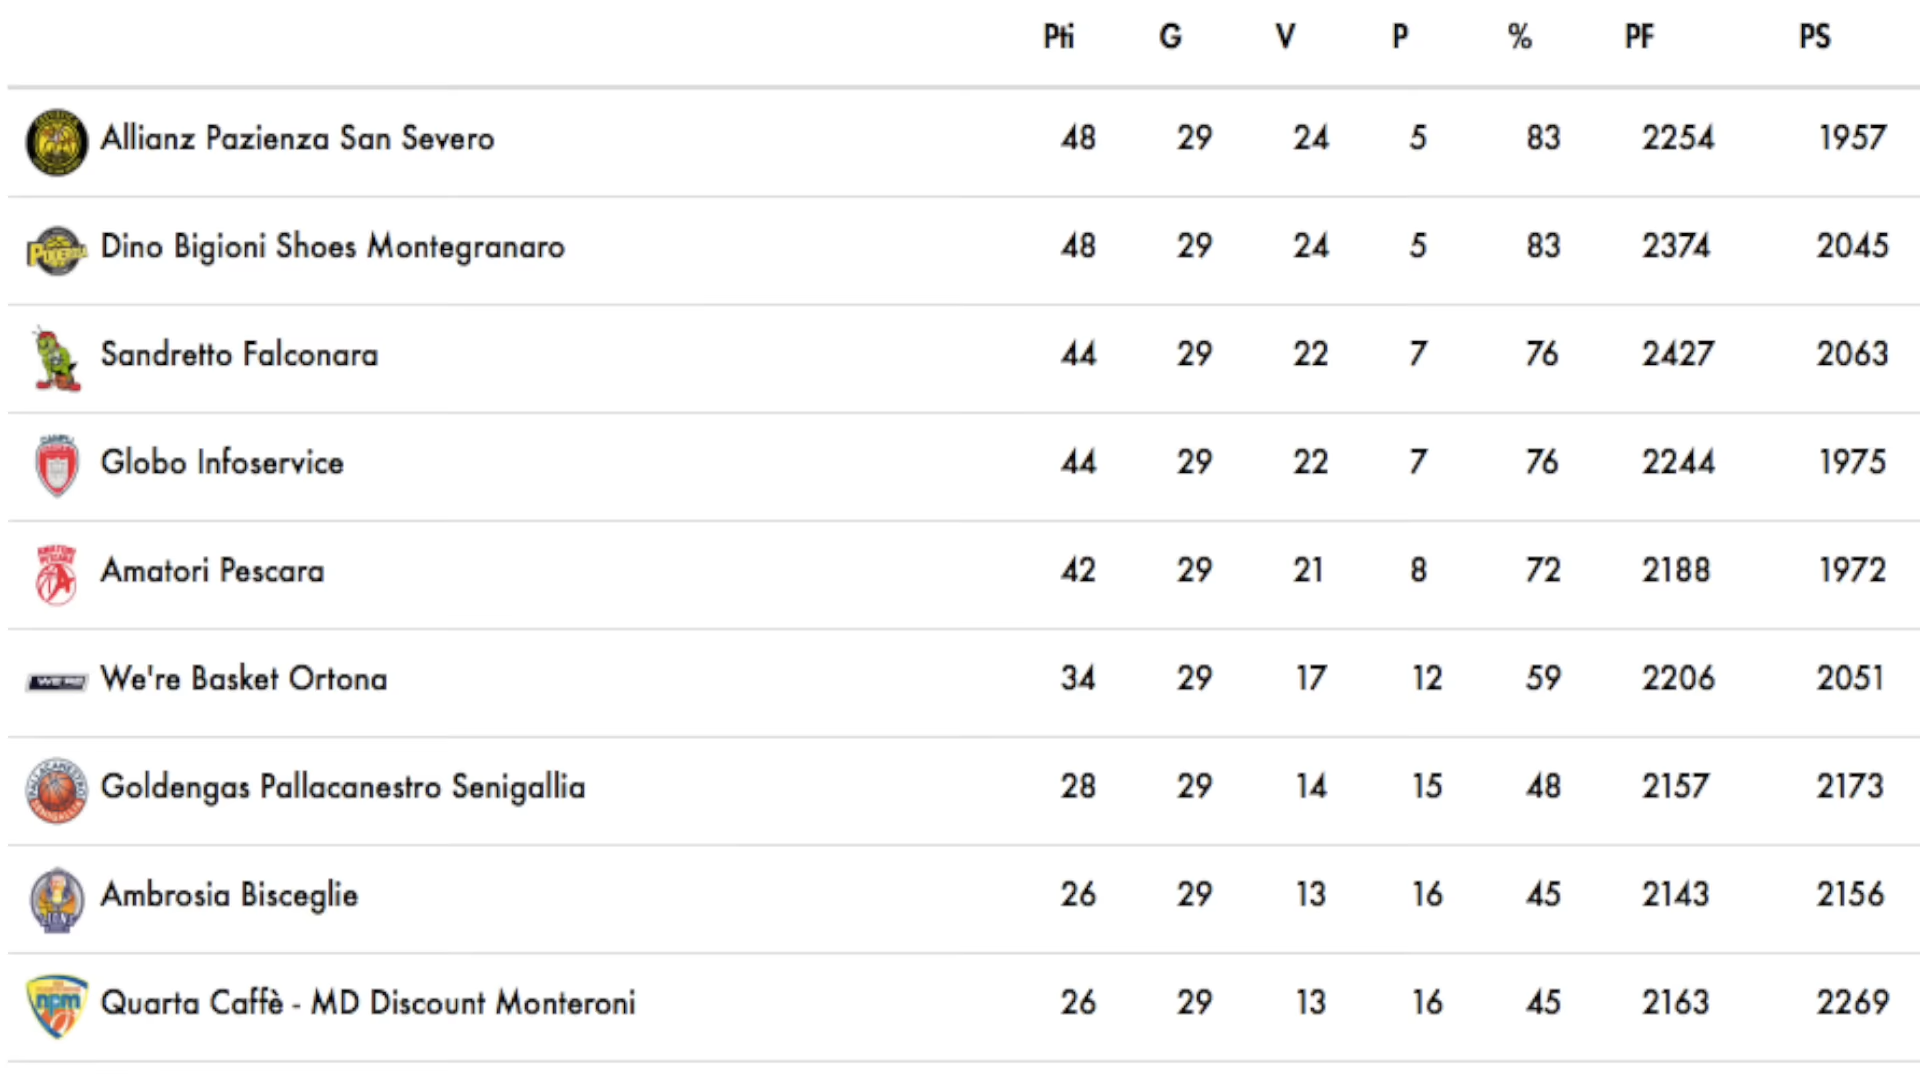 Pti G V P % PF PS
Allianz Pazienza San Severo 48 29 24 5 83 2254 1957
Dino Bigioni Shoes Montegranaro 48 29 24 5 83 2374 2045
Sandretto Falconara 44 29 22 7 76 2427 2063
Globo Infoservice 44 29 22 7 76 2244 1975
Amatori Pescara 42 29 21 8 72 2188 1972
We're Basket Ortona 34 29 17 12 59 2206 2051
Goldengas Pallacanestro Senigallia 28 29 14 15 48 2157 2173
Ambrosia Bisceglie 26 29 13 16 45 2143 2156
Quarta Caffè - MD Discount Monteroni 26 29 13 16 45 2163 2269